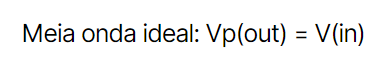 Meia onda ideal: Vp(out) = V(in)